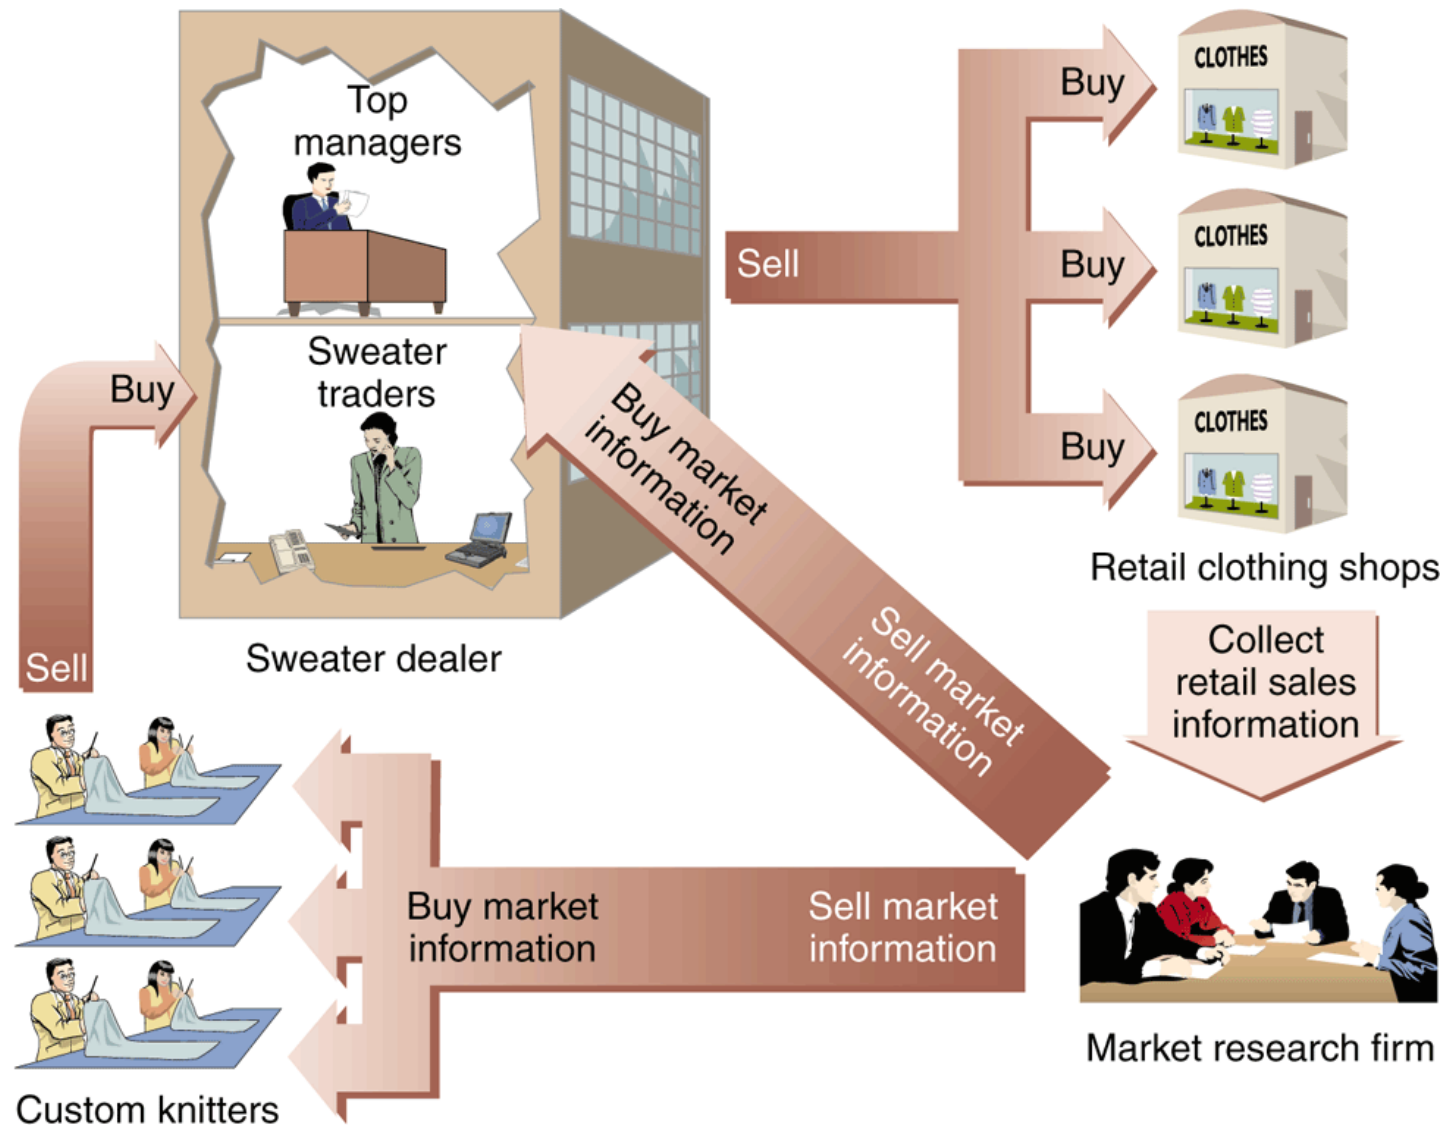 Top
managers
Sweater
traders
Sweater dealer
Buy
Sell
Sell
Buy
Buy
Buy
CLOTHES
CLOTHES
CLOTHES
Retail clothing shops
Collect
retail sales
information
Buy market
information
Sell market
information
Buy market
information
Sell market
information
Market research firm
Custom knitters